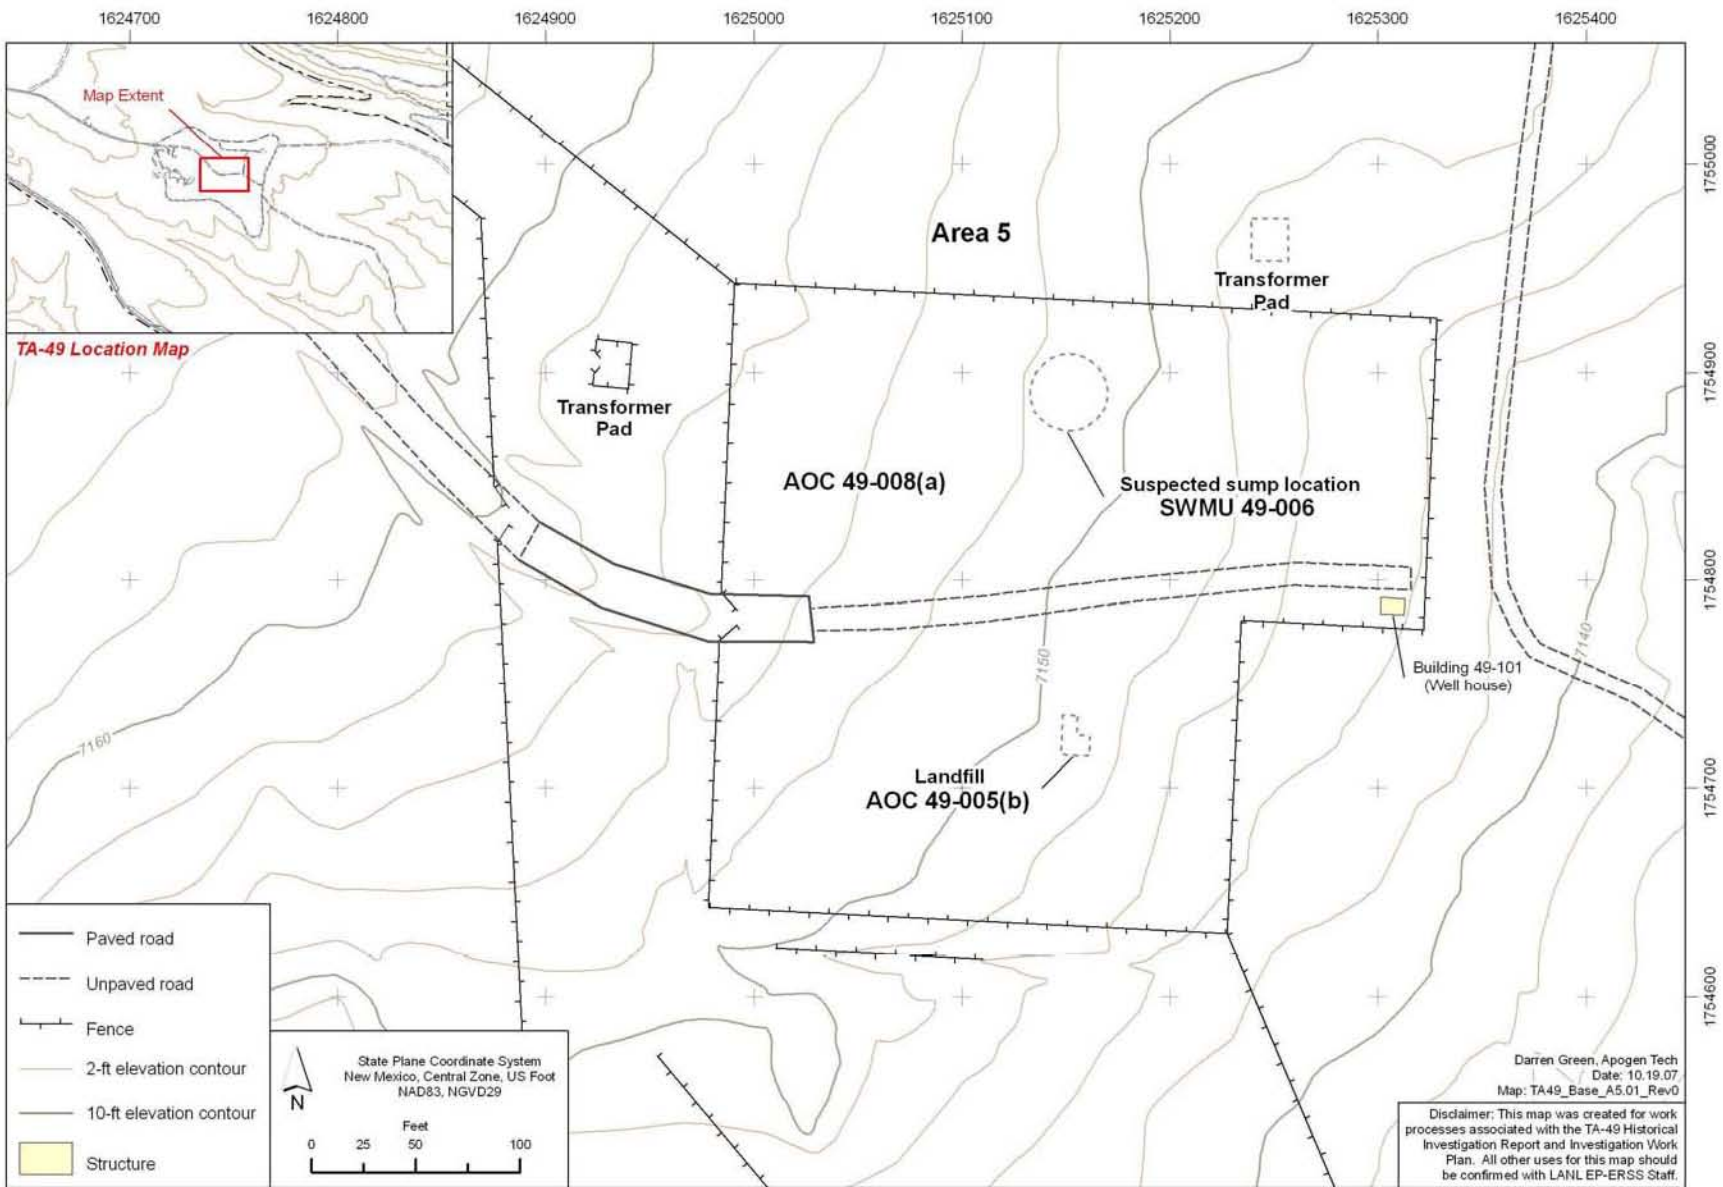 1624700 1624800 1624900 1625000 1625100 1625200 1625300 1625400
Map Extent
TA-49 Location Map
1755000
1754900
1754800
1754700
1754600
Area 5
Transformer
Pad
Transformer
Pad
AOC 49-008(a)
Suspected sump location
SWMU 49-006
Building 49-101
(Well house)
7140
7150
7160
Landfill
AOC 49-005(b)
Paved road
Unpaved road
Fence
2-ft elevation contour
10-ft elevation contour
Structure
N
State Plane Coordinate System
New Mexico, Central Zone, US Foot
NAD83, NGVD29
Feet
0 25 50 100
Darren Green, Apogen Tech
Date: 10.19.07
Map: TA49_Base_A5.01_Rev0
Disclaimer: This map was created for work
processes associated with the TA-49 Historical
Investigation Report and Investigation Work
Plan. All other uses for this map should
be confirmed with LANL EP-ERSS Staff.